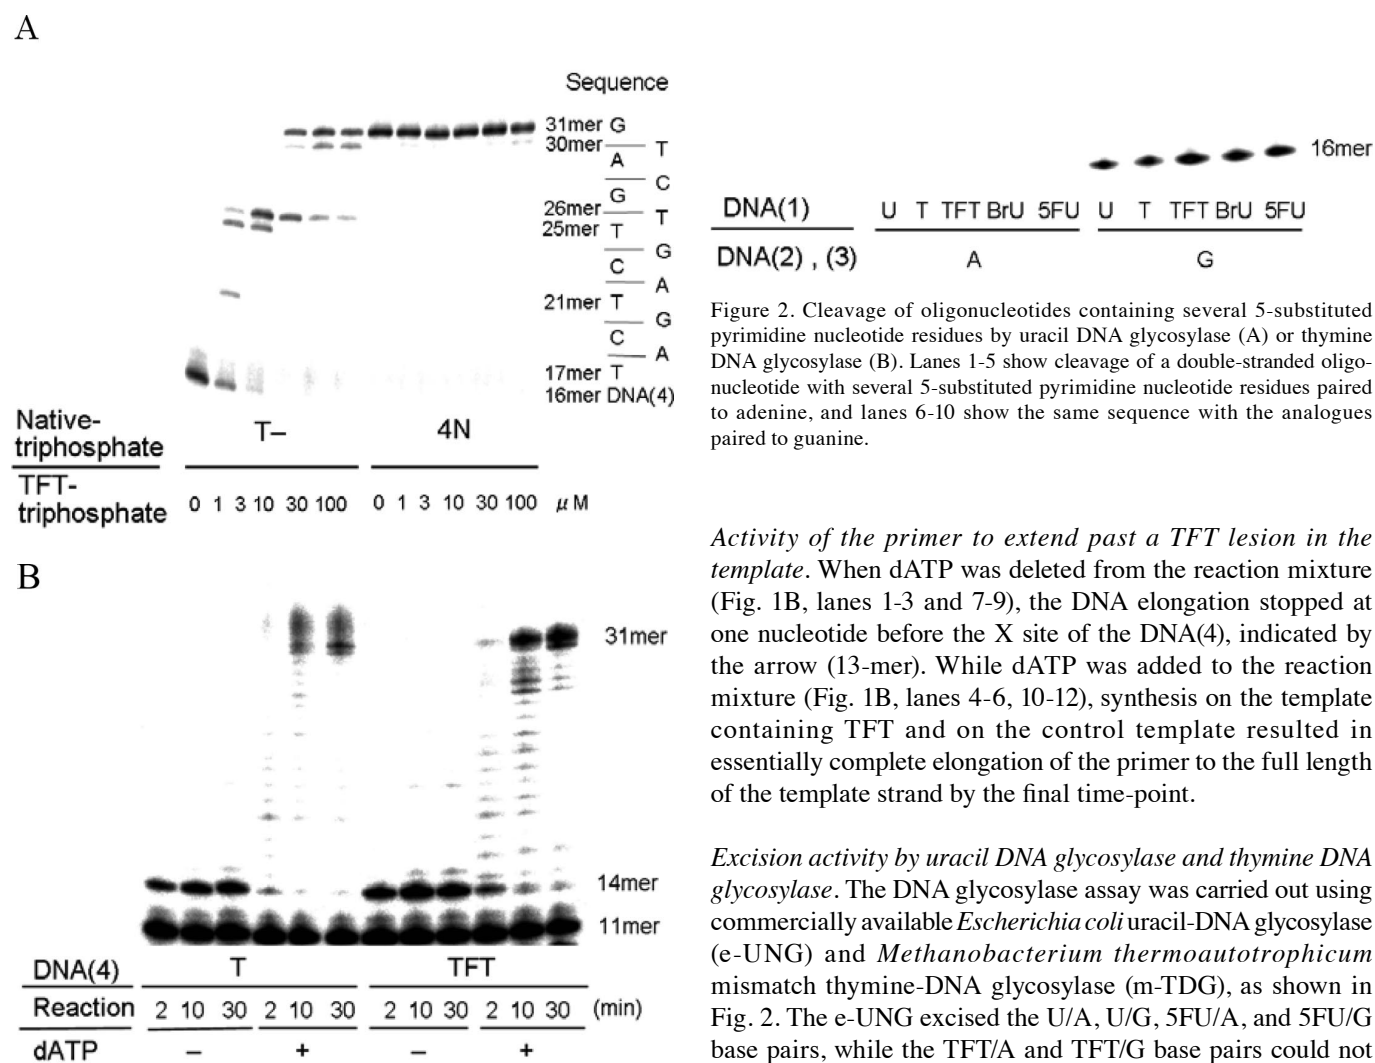 A
Sequence
31mer G
30mer T
A
C
G
26mer T
25mer T
G
C
A
21mer T
G
C
A
17mer T
16mer DNA(4)
Native-
triphosphate T– 4N
TFT-
triphosphate 0 1 3 10 30 100 0 1 3 10 30 100 μM
B
31mer
14mer
11mer
DNA(4) T TFT
Reaction 2 10 30 2 10 30 2 10 30 2 10 30 (min)
dATP – + – +
16mer
DNA(1) U T TFT BrU 5FU U T TFT BrU 5FU
DNA(2) , (3) A G
Figure 2. Cleavage of oligonucleotides containing several 5-substituted
pyrimidine nucleotide residues by uracil DNA glycosylase (A) or thymine
DNA glycosylase (B). Lanes 1-5 show cleavage of a double-stranded oligo-
nucleotide with several 5-substituted pyrimidine nucleotide residues paired
to adenine, and lanes 6-10 show the same sequence with the analogues
paired to guanine.
Activity of the primer to extend past a TFT lesion in the
template. When dATP was deleted from the reaction mixture
(Fig. 1B, lanes 1-3 and 7-9), the DNA elongation stopped at
one nucleotide before the X site of the DNA(4), indicated by
the arrow (13-mer). While dATP was added to the reaction
mixture (Fig. 1B, lanes 4-6, 10-12), synthesis on the template
containing TFT and on the control template resulted in
essentially complete elongation of the primer to the full length
of the template strand by the final time-point.
Excision activity by uracil DNA glycosylase and thymine DNA
glycosylase. The DNA glycosylase assay was carried out using
commercially available Escherichia coli uracil-DNA glycosylase
(e-UNG) and Methanobacterium thermoautotrophicum
mismatch thymine-DNA glycosylase (m-TDG), as shown in
Fig. 2. The e-UNG excised the U/A, U/G, 5FU/A, and 5FU/G
base pairs, while the TFT/A and TFT/G base pairs could not